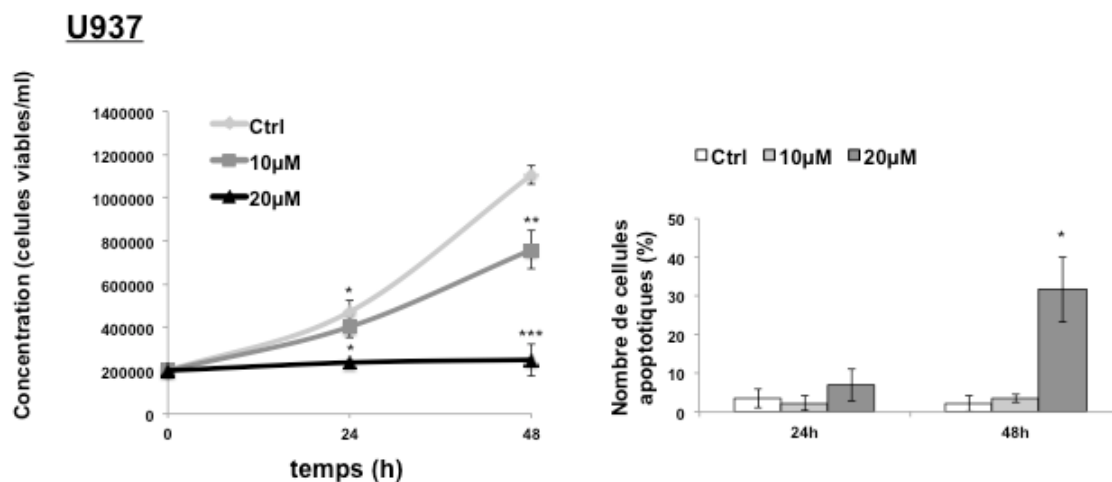 U937
Concentration (celules viables/ml)
1400000
1200000
1000000
800000
600000
400000
200000
0
Ctrl
10µM
20µM
*
*
**
***
0
24
48
temps (h)
Ctrl
10µM
20µM
Nombre de cellules
apoptotiques (%)
50
40
30
20
10
0
*
24h
48h